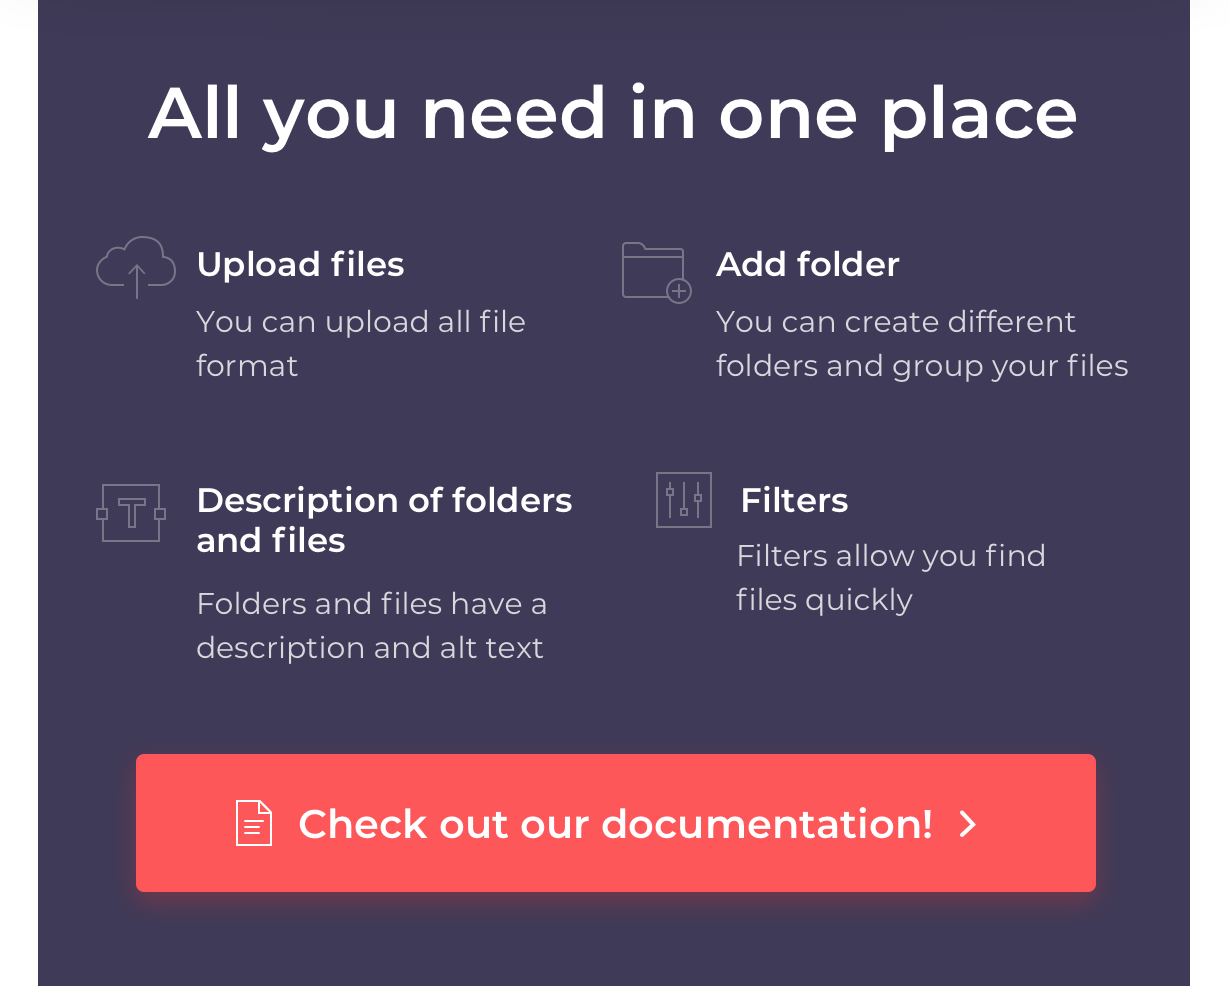 All you need in one place
Upload files
You can upload all file
format
Add folder
You can create different
folders and group your files
Description of folders
and files
Folders and files have a
description and alt text
Filters
Filters allow you find
files quickly
Check out our documentation!